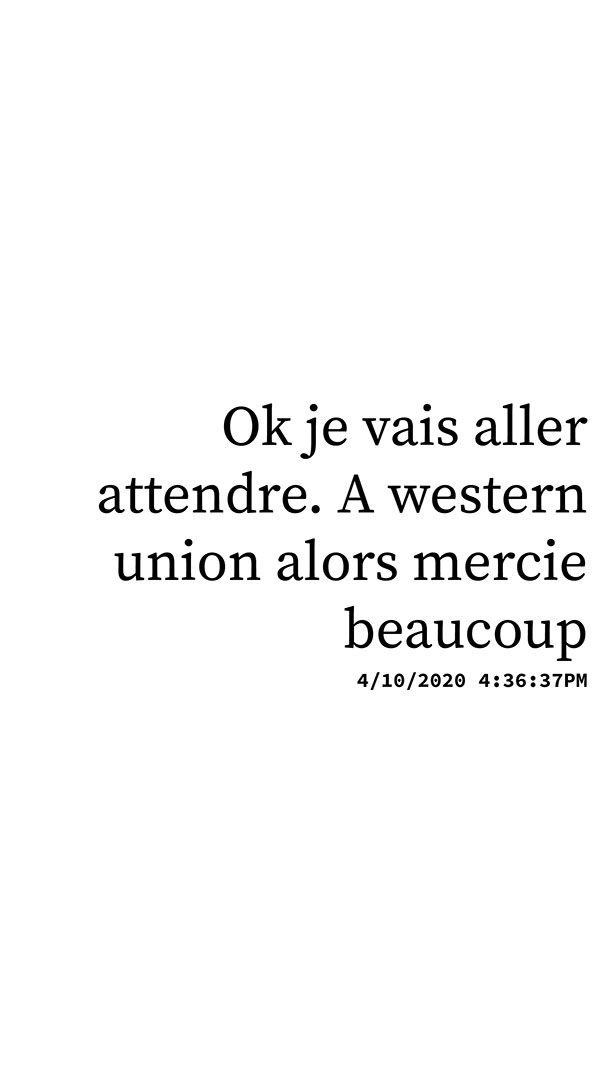 Ok je vais aller
attendre. A western
union alors mercie
beaucoup
4/10/2020 4:36:37PM